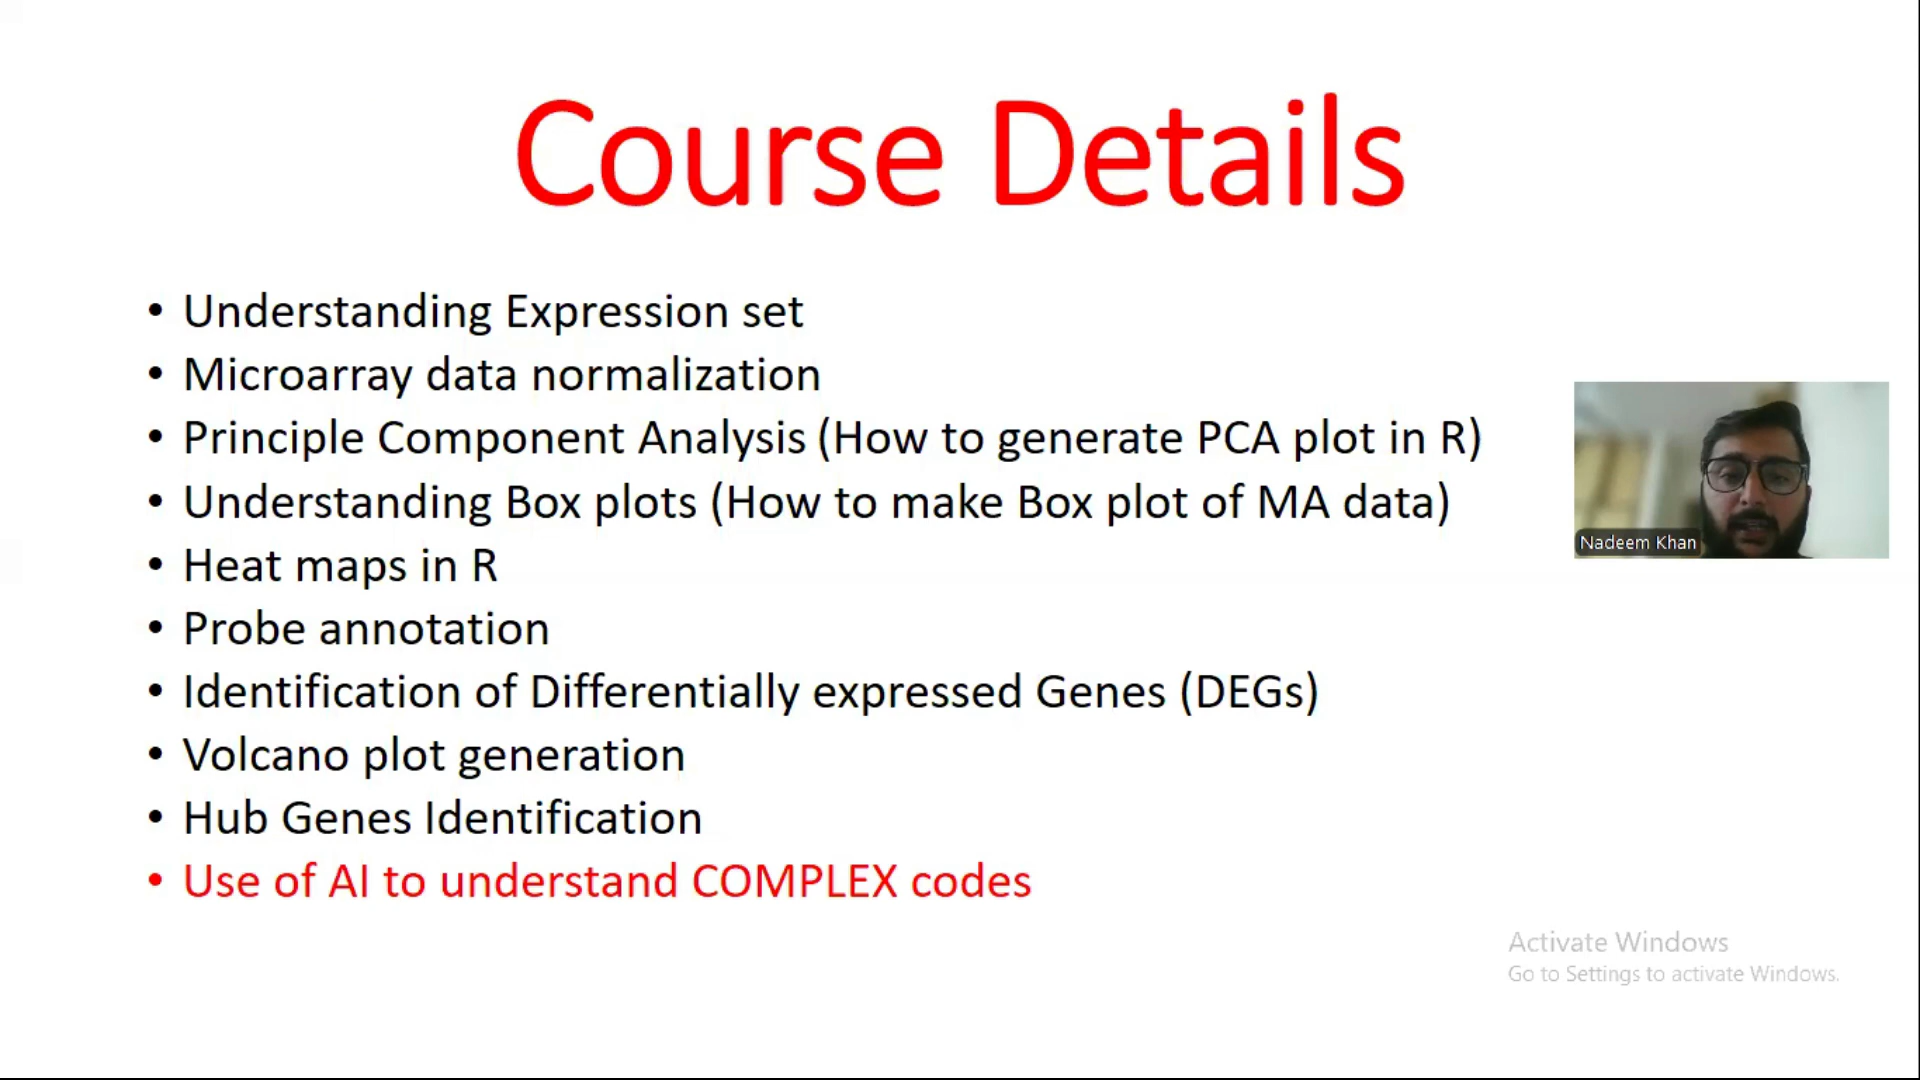 Course Details
• Understanding Expression set
• Microarray data normalization
• Principle Component Analysis (How to generate PCA plot in R)
• Understanding Box plots (How to make Box plot of MA data)
• Heat maps in R
• Probe annotation
• Identification of Differentially expressed Genes (DEGs)
• Volcano plot generation
• Hub Genes Identification
• Use of AI to understand COMPLEX codes
Nadeem Khan
Activate Windows
Go to Settings to activate Windows.